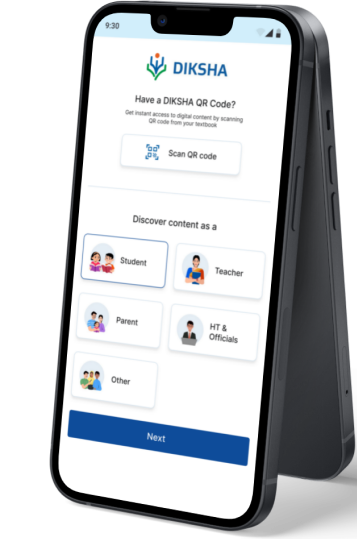 9:30
DIKSHA
Have a DIKSHA QR Code?
Get instant access to digital content by scanning
QR code from your textbook
Scan QR code
Discover content as a
Student
Teacher
Parent
HT &
Officials
Other
Next